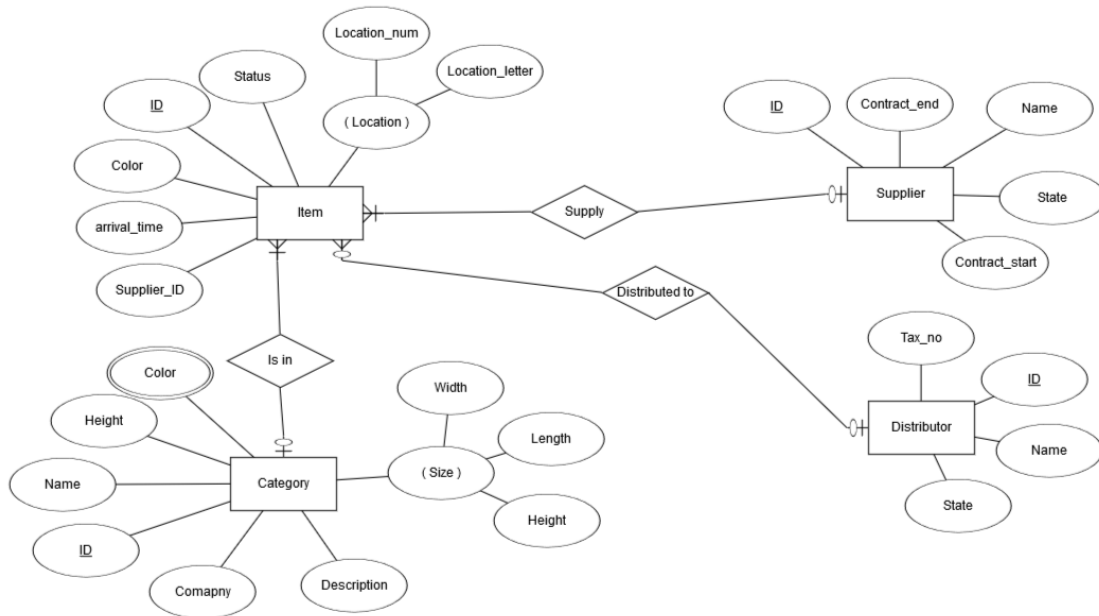 Location_num
Location_letter
Status
ID
( Location )
Color
arrival_time
Supplier_ID
Item
Supply
ID
Contract_end
Name
Supplier
State
Contract_start
Distributed to
Tax_no
ID
Distributor
Name
State
Is in
Color
Height
Name
ID
Category
Comapny
Description
( Size )
Width
Length
Height